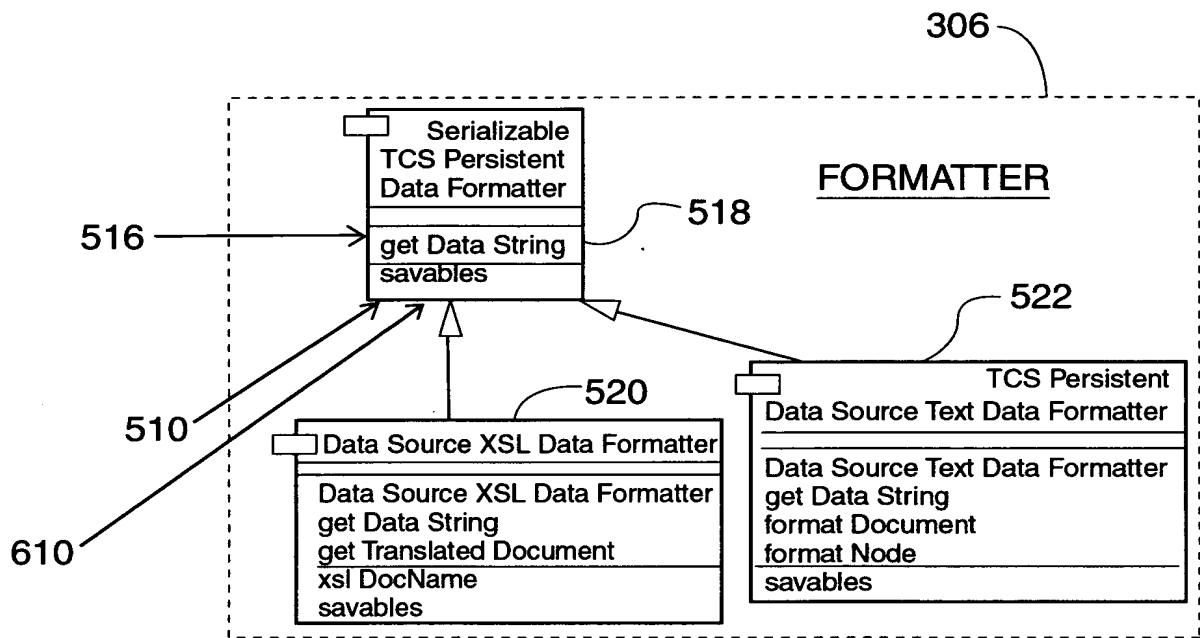 306
Serializable
TCS Persistent
Data Formatter
FORMATTER
516
518
get Data String
savables
522
510
520
TCS Persistent
Data Source Text Data Formatter
Data Source XSL Data Formatter
Data Source XSL Data Formatter
get Data String
get Translated Document
xsl DocName
savables
Data Source Text Data Formatter
get Data String
format Document
format Node
savables
610